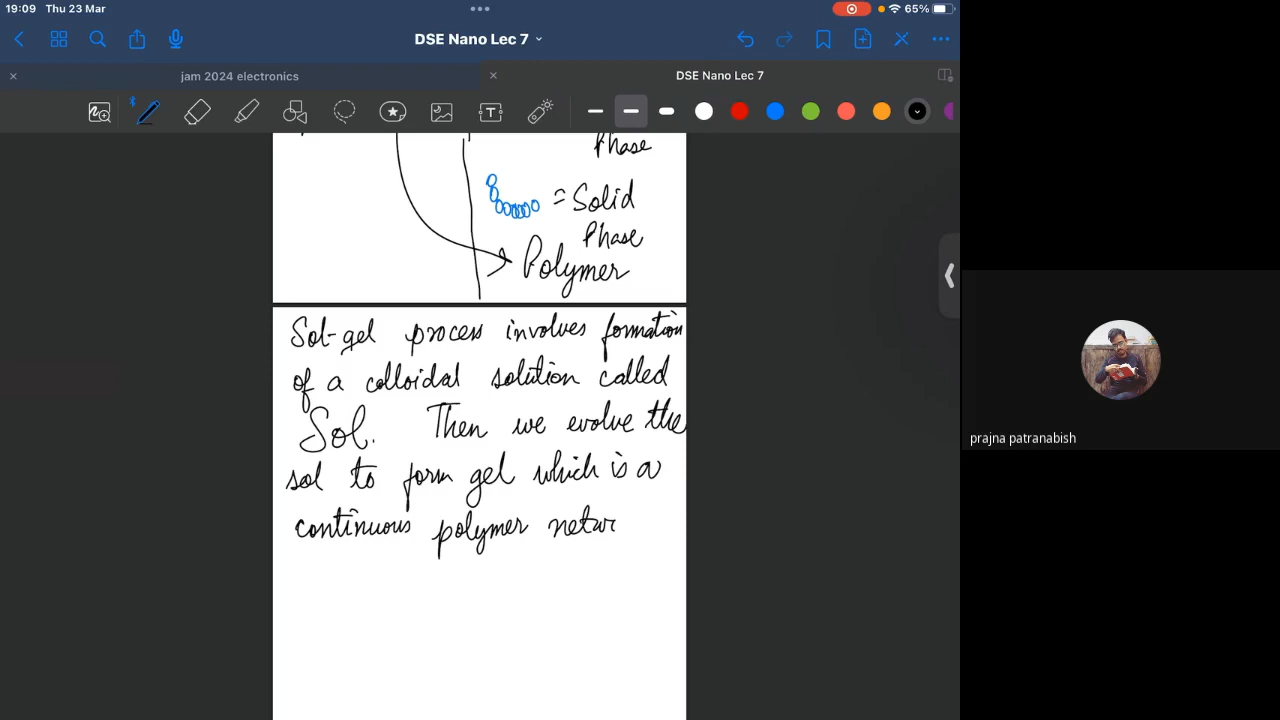 19:09 Thu 23 Mar
65%
DSE Nano Lec 7
jam 2024 electronics
DSE Nano Lec 7
Phase
= Solid
Phase
Polymer
Sol-gel process involves formation
of a colloidal solution called
Sol. Then we evolve the
sol to form gel which is a
continuous polymer netw
prajna patranabish